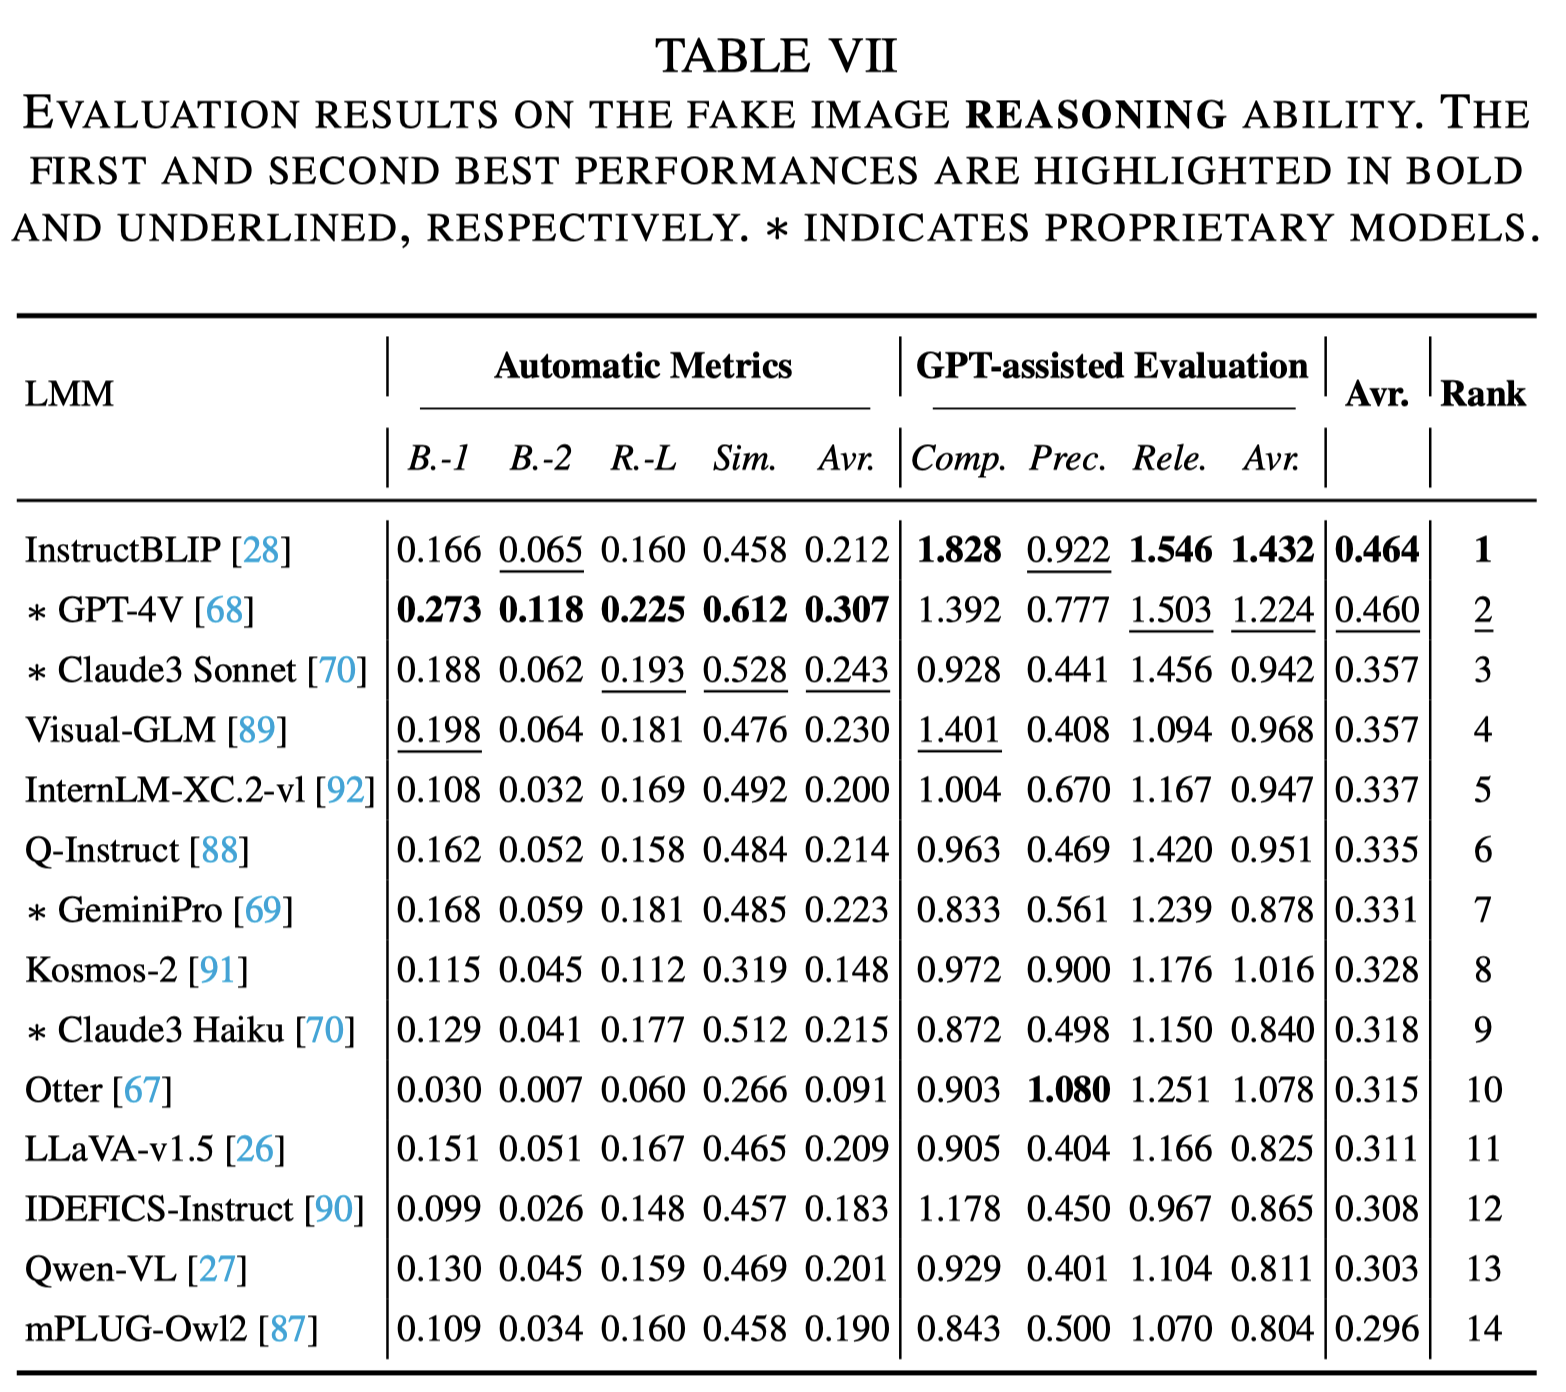 TABLE VII
EVALUATION RESULTS ON THE FAKE IMAGE REASONING ABILITY. THE
FIRST AND SECOND BEST PERFORMANCES ARE HIGHLIGHTED IN BOLD
AND UNDERLINED, RESPECTIVELY. ∗ INDICATES PROPRIETARY MODELS.
LMM Automatic Metrics GPT-assisted Evaluation Avr. Rank
B.-1 B.-2 R.-L Sim. Avr. Comp. Prec. Rele. Avr.
InstructBLIP [28] 0.166 0.065 0.160 0.458 0.212 1.828 0.922 1.546 1.432 0.464 1
∗ GPT-4V [68] 0.273 0.118 0.225 0.612 0.307 1.392 0.777 1.503 1.224 0.460 2
∗ Claude3 Sonnet [70] 0.188 0.062 0.193 0.528 0.243 0.928 0.441 1.456 0.942 0.357 3
Visual-GLM [89] 0.198 0.064 0.181 0.476 0.230 1.401 0.408 1.094 0.968 0.357 4
InternLM-XC.2-vl [92] 0.108 0.032 0.169 0.492 0.200 1.004 0.670 1.167 0.947 0.337 5
Q-Instruct [88] 0.162 0.052 0.158 0.484 0.214 0.963 0.469 1.420 0.951 0.335 6
∗ GeminiPro [69] 0.168 0.059 0.181 0.485 0.223 0.833 0.561 1.239 0.878 0.331 7
Kosmos-2 [91] 0.115 0.045 0.112 0.319 0.148 0.972 0.900 1.176 1.016 0.328 8
∗ Claude3 Haiku [70] 0.129 0.041 0.177 0.512 0.215 0.872 0.498 1.150 0.840 0.318 9
Otter [67] 0.030 0.007 0.060 0.266 0.091 0.903 1.080 1.251 1.078 0.315 10
LLaVA-v1.5 [26] 0.151 0.051 0.167 0.465 0.209 0.905 0.404 1.166 0.825 0.311 11
IDEFICS-Instruct [90] 0.099 0.026 0.148 0.457 0.183 1.178 0.450 0.967 0.865 0.308 12
Qwen-VL [27] 0.130 0.045 0.159 0.469 0.201 0.929 0.401 1.104 0.811 0.303 13
mPLUG-Owl2 [87] 0.109 0.034 0.160 0.458 0.190 0.843 0.500 1.070 0.804 0.296 14